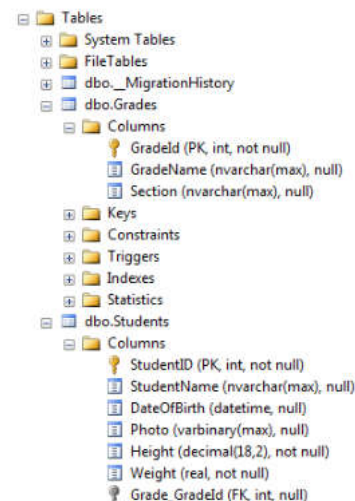 Tables
System Tables
FileTables
dbo.__MigrationHistory
dbo.Grades
Columns
GradeId (PK, int, not null)
GradeName (nvarchar(max), null)
Section (nvarchar(max), null)
Keys
Constraints
Triggers
Indexes
Statistics
dbo.Students
Columns
StudentID (PK, int, not null)
StudentName (nvarchar(max), null)
DateOfBirth (datetime, null)
Photo (varbinary(max), null)
Height (decimal(18,2), not null)
Weight (real, not null)
Grade_GradeId (FK, int, null)